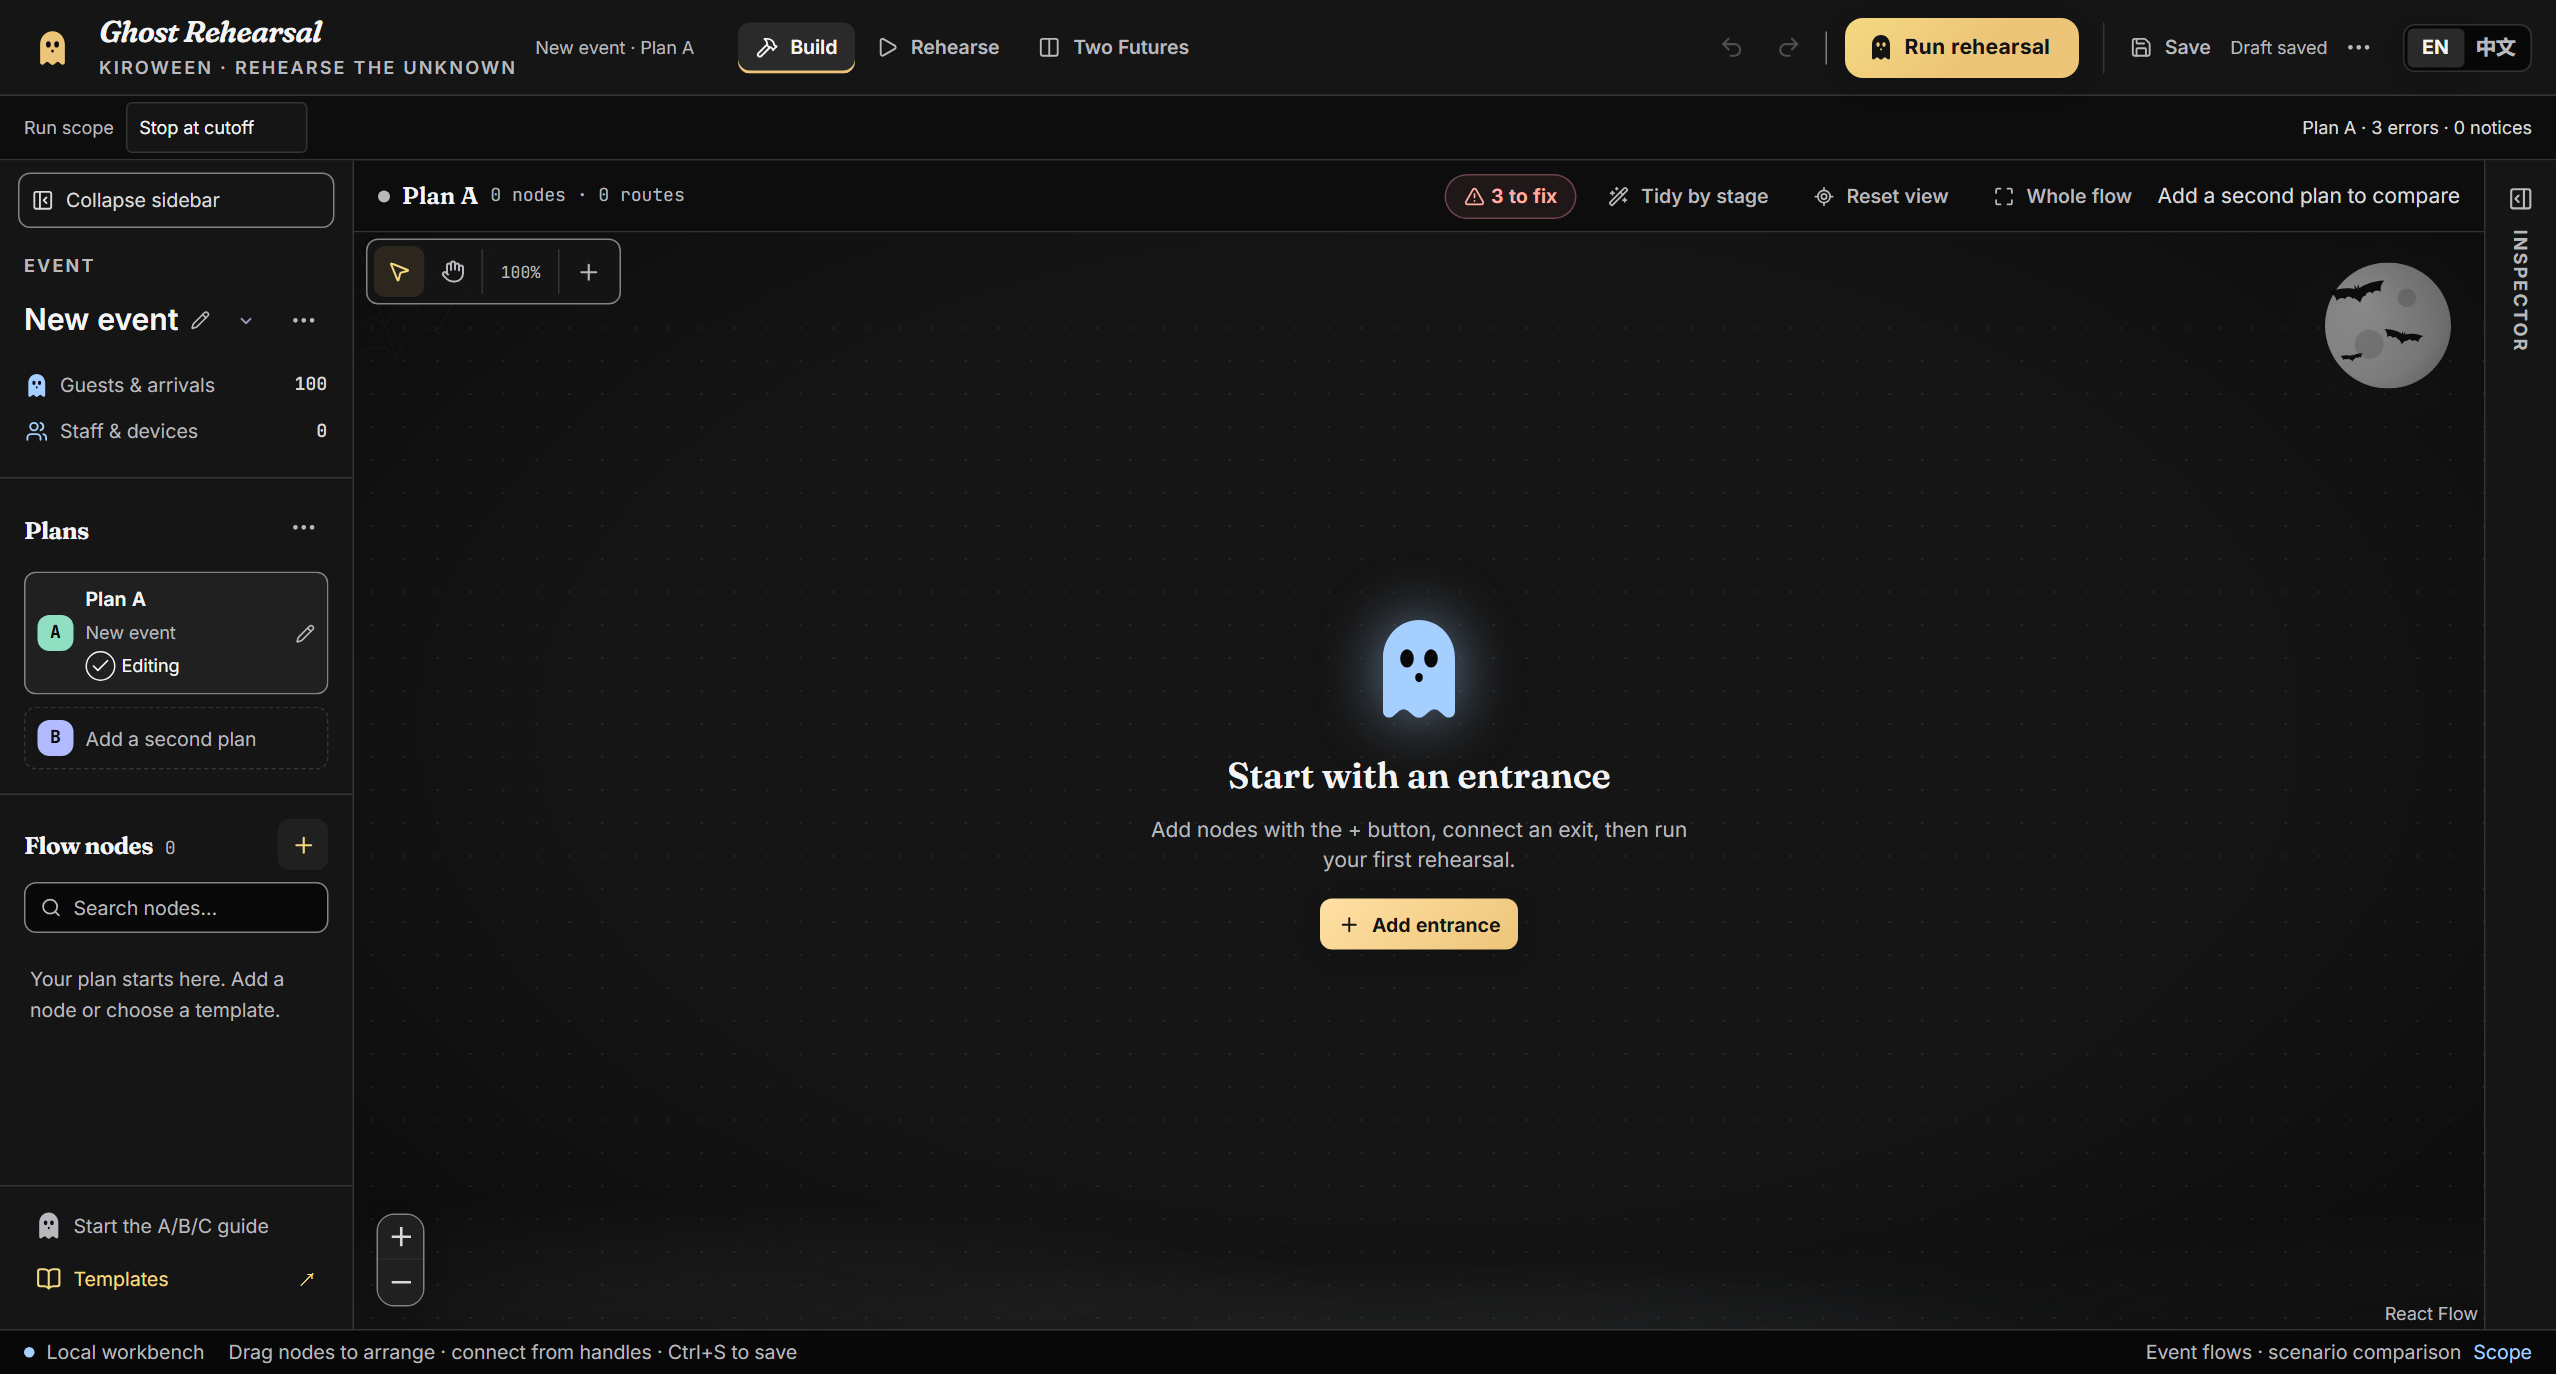 Ghost Rehearsal
KIROWEEN · REHEARSE THE UNKNOWN
New event · Plan A
Build
Rehearse
Two Futures
Run rehearsal
Save
Draft saved
EN
中文
Run scope
Stop at cutoff
Plan A · 3 errors · 0 notices
Collapse sidebar
EVENT
New event
Guests & arrivals
100
Staff & devices
0
Plans
A
Plan A
New event
Editing
B
Add a second plan
Flow nodes 0
Search nodes...
Your plan starts here. Add a
node or choose a template.
Start the A/B/C guide
Templates
Plan A
0 nodes · 0 routes
3 to fix
Tidy by stage
Reset view
Whole flow
Add a second plan to compare
100%
Start with an entrance
Add nodes with the + button, connect an exit, then run
your first rehearsal.
Add entrance
React Flow
INSPECTOR
Local workbench
Drag nodes to arrange · connect from handles · Ctrl+S to save
Event flows · scenario comparison
Scope